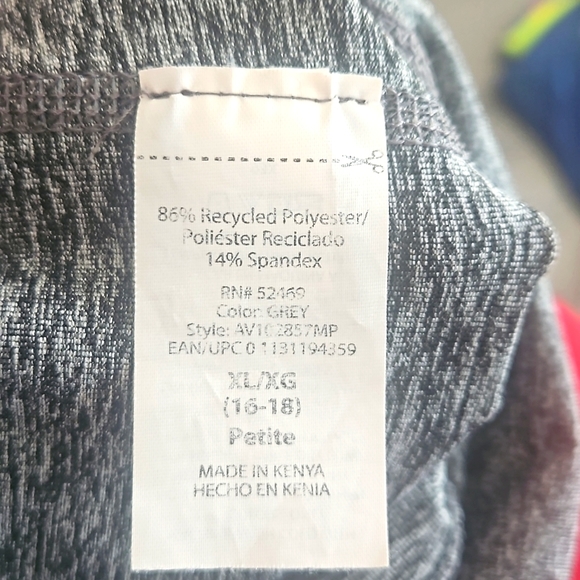 86% Recycled Polyester/
Poliéster Reciclado
14% Spandex
RN# 52469
Color: GREY
Style: AV102857MP
EAN/UPC 0 1131194359
XL/XG
(16-18)
Petite
MADE IN KENYA
HECHO EN KENIA